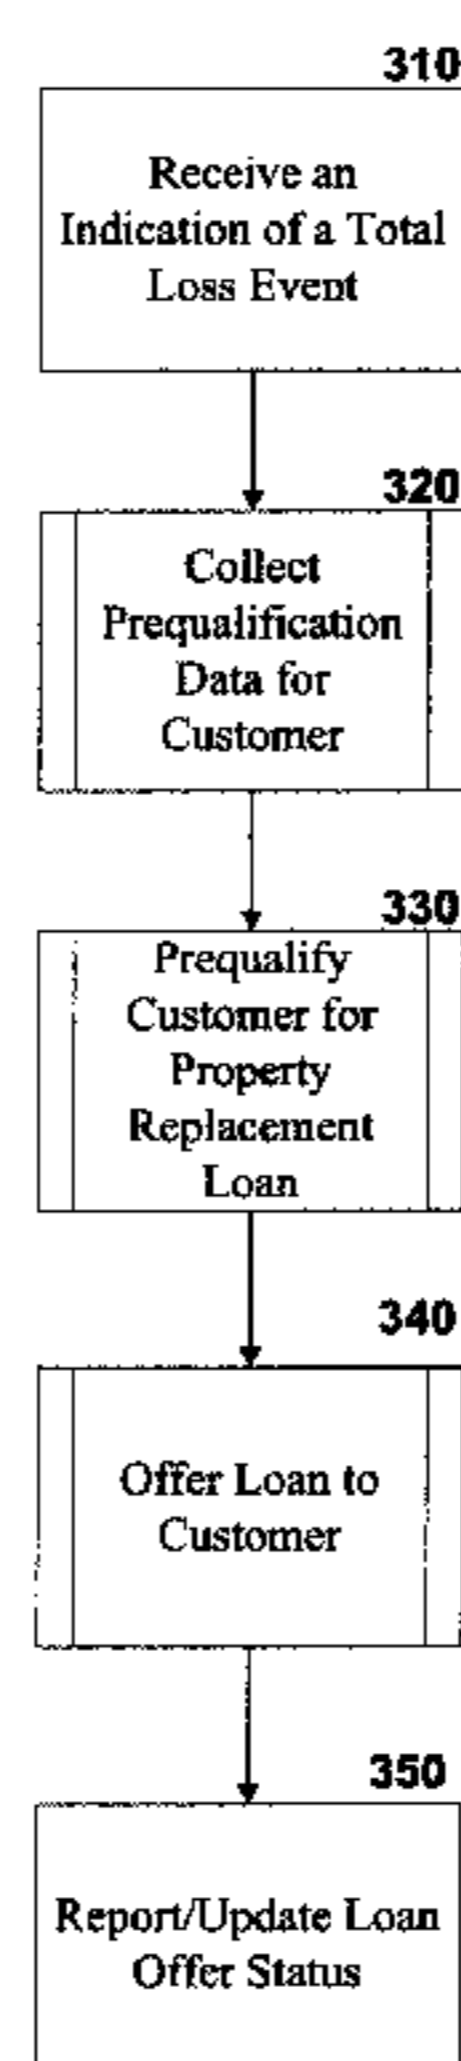 310
Receive an
Indication of a Total
Loss Event
320
Collect
Prequalification
Data for
Customer
330
Prequalify
Customer for
Property
Replacement
Loan
340
Offer Loan to
Customer
350
Report/Update Loan
Offer Status